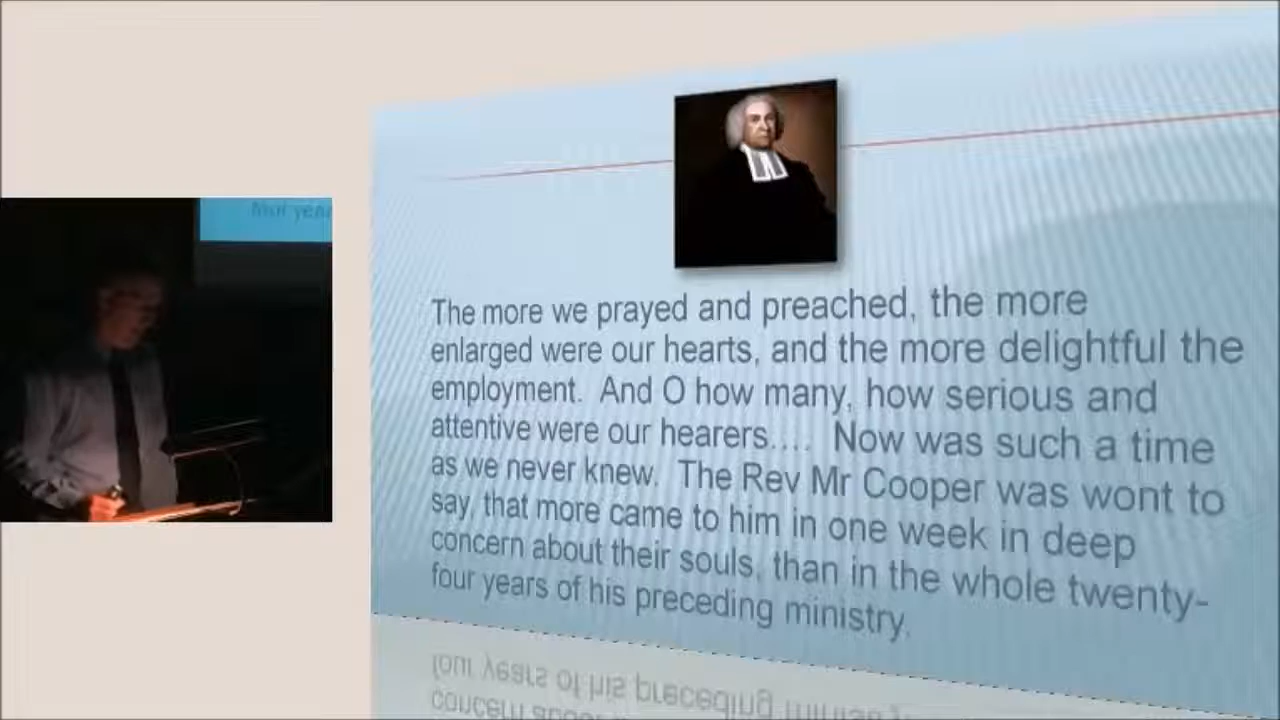 The more we prayed and preached, the more
enlarged were our hearts, and the more delightful the
employment. And O how many, how serious and
attentive were our hearers.... Now was such a time
as we never knew. The Rev Mr Cooper was wont to
say, that more came to him in one week in deep
concern about their souls, than in the whole twenty-
four years of his preceding ministry.